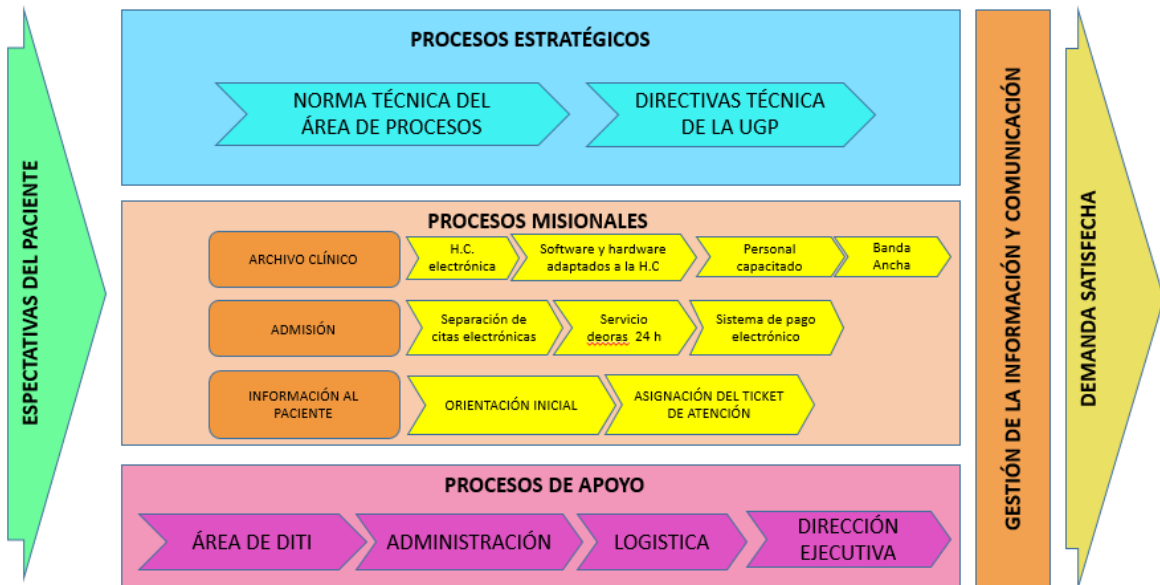 ESPECTATIVAS DEL PACIENTE
PROCESOS ESTRATÉGICOS
NORMA TÉCNICA DEL
ÁREA DE PROCESOS
DIRECTIVAS TÉCNICA
DE LA UGP
PROCESOS MISIONALES
ARCHIVO CLÍNICO
H.C.
electrónica
Software y hardware
adaptados a la H.C
Personal
capacitado
Banda
Ancha
ADMISIÓN
Separación de
citas electrónicas
Servicio
deoras 24 h
Sistema de pago
electrónico
INFORMACIÓN AL
PACIENTE
ORIENTACIÓN INICIAL
ASIGNACIÓN DEL TICKET
DE ATENCIÓN
PROCESOS DE APOYO
ÁREA DE DITI
ADMINISTRACIÓN
LOGISTICA
DIRECCIÓN
EJECUTIVA
GESTIÓN DE LA INFORMACIÓN Y COMUNICACIÓN
DEMANDA SATISFECHA